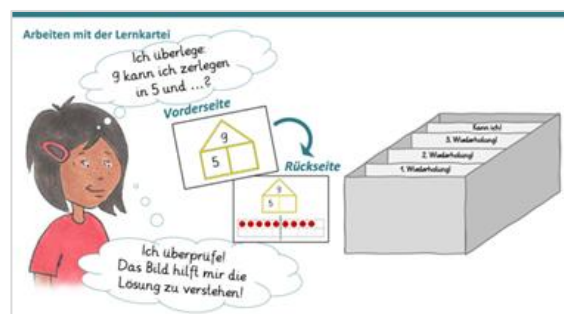 Arbeiten mit der Lernkartei
Ich überlege:
9 kann ich zerlegen
in 5 und ...?
Vorderseite
9
5
Rückseite
9
5
Kann ich!
3. Wiederholung!
2. Wiederholung!
1. Wiederholung!
Ich überprüfe!
Das Bild hilft mir die
Lösung zu verstehen!